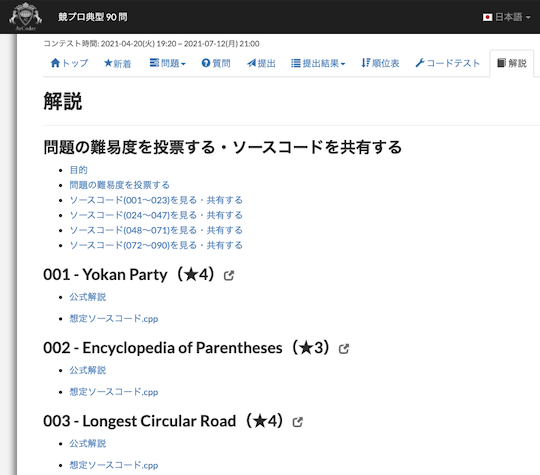 AtCoder
競プロ典型 90 問
日本語
コンテスト時間: 2021-04-20(火) 19:20 ~ 2021-07-12(月) 21:00
トップ
新着
問題
質問
提出
提出結果
順位表
コードテスト
解説
解説
問題の難易度を投票する・ソースコードを共有する
目的
問題の難易度を投票する
ソースコード(001〜023)を見る・共有する
ソースコード(024〜047)を見る・共有する
ソースコード(048〜071)を見る・共有する
ソースコード(072〜090)を見る・共有する
001 - Yokan Party（★4）
公式解説
想定ソースコード.cpp
002 - Encyclopedia of Parentheses（★3）
公式解説
想定ソースコード.cpp
003 - Longest Circular Road（★4）
公式解説
想定ソースコード.cpp